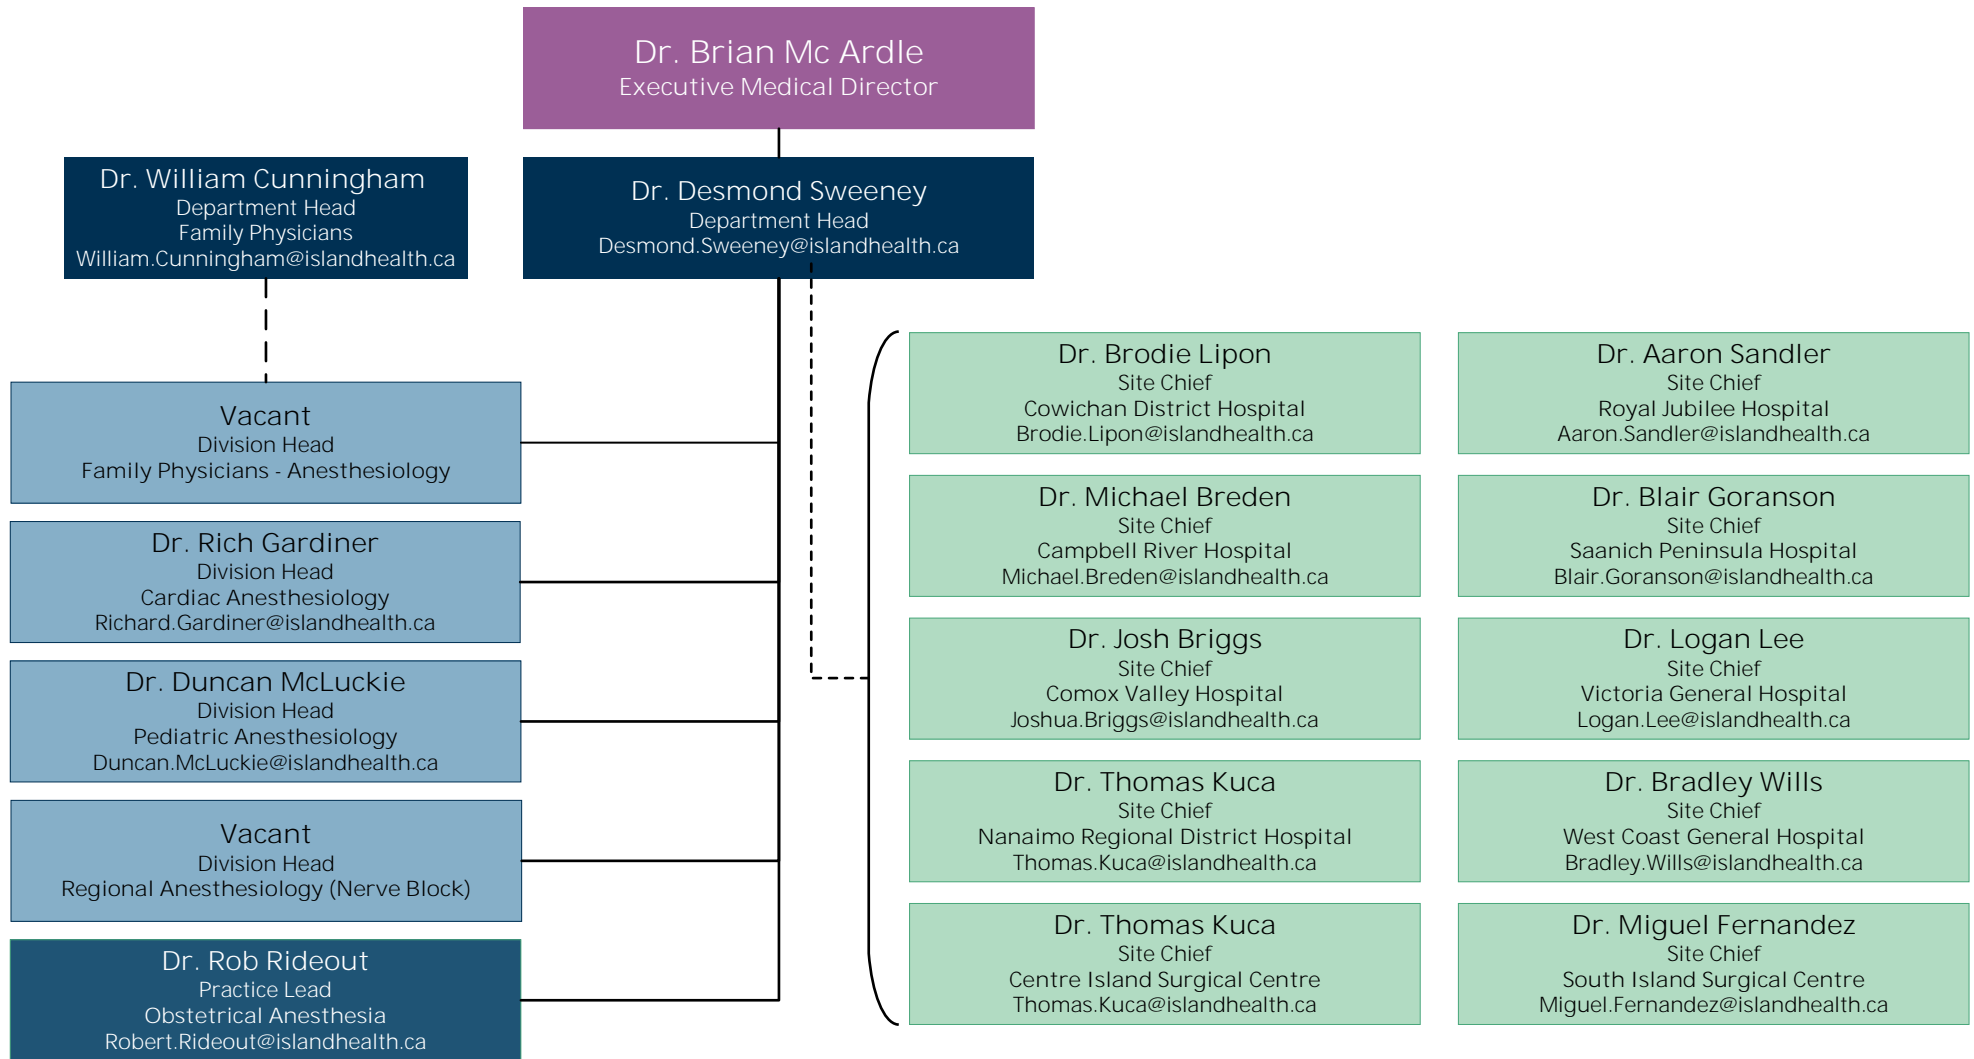 Dr. Brian Mc Ardle
Executive Medical Director
Dr. William Cunningham
Department Head
Family Physicians
William.Cunningham@islandhealth.ca
Dr. Desmond Sweeney
Department Head
Desmond.Sweeney@islandhealth.ca
Vacant
Division Head
Family Physicians - Anesthesiology
Dr. Rich Gardiner
Division Head
Cardiac Anesthesiology
Richard.Gardiner@islandhealth.ca
Dr. Duncan McLuckie
Division Head
Pediatric Anesthesiology
Duncan.McLuckie@islandhealth.ca
Vacant
Division Head
Regional Anesthesiology (Nerve Block)
Dr. Rob Rideout
Practice Lead
Obstetrical Anesthesia
Robert.Rideout@islandhealth.ca
Dr. Brodie Lipon
Site Chief
Cowichan District Hospital
Brodie.Lipon@islandhealth.ca
Dr. Michael Breden
Site Chief
Campbell River Hospital
Michael.Breden@islandhealth.ca
Dr. Josh Briggs
Site Chief
Comox Valley Hospital
Joshua.Briggs@islandhealth.ca
Dr. Thomas Kuca
Site Chief
Nanaimo Regional District Hospital
Thomas.Kuca@islandhealth.ca
Dr. Thomas Kuca
Site Chief
Centre Island Surgical Centre
Thomas.Kuca@islandhealth.ca
Dr. Aaron Sandler
Site Chief
Royal Jubilee Hospital
Aaron.Sandler@islandhealth.ca
Dr. Blair Goranson
Site Chief
Saanich Peninsula Hospital
Blair.Goranson@islandhealth.ca
Dr. Logan Lee
Site Chief
Victoria General Hospital
Logan.Lee@islandhealth.ca
Dr. Bradley Wills
Site Chief
West Coast General Hospital
Bradley.Wills@islandhealth.ca
Dr. Miguel Fernandez
Site Chief
South Island Surgical Centre
Miguel.Fernandez@islandhealth.ca